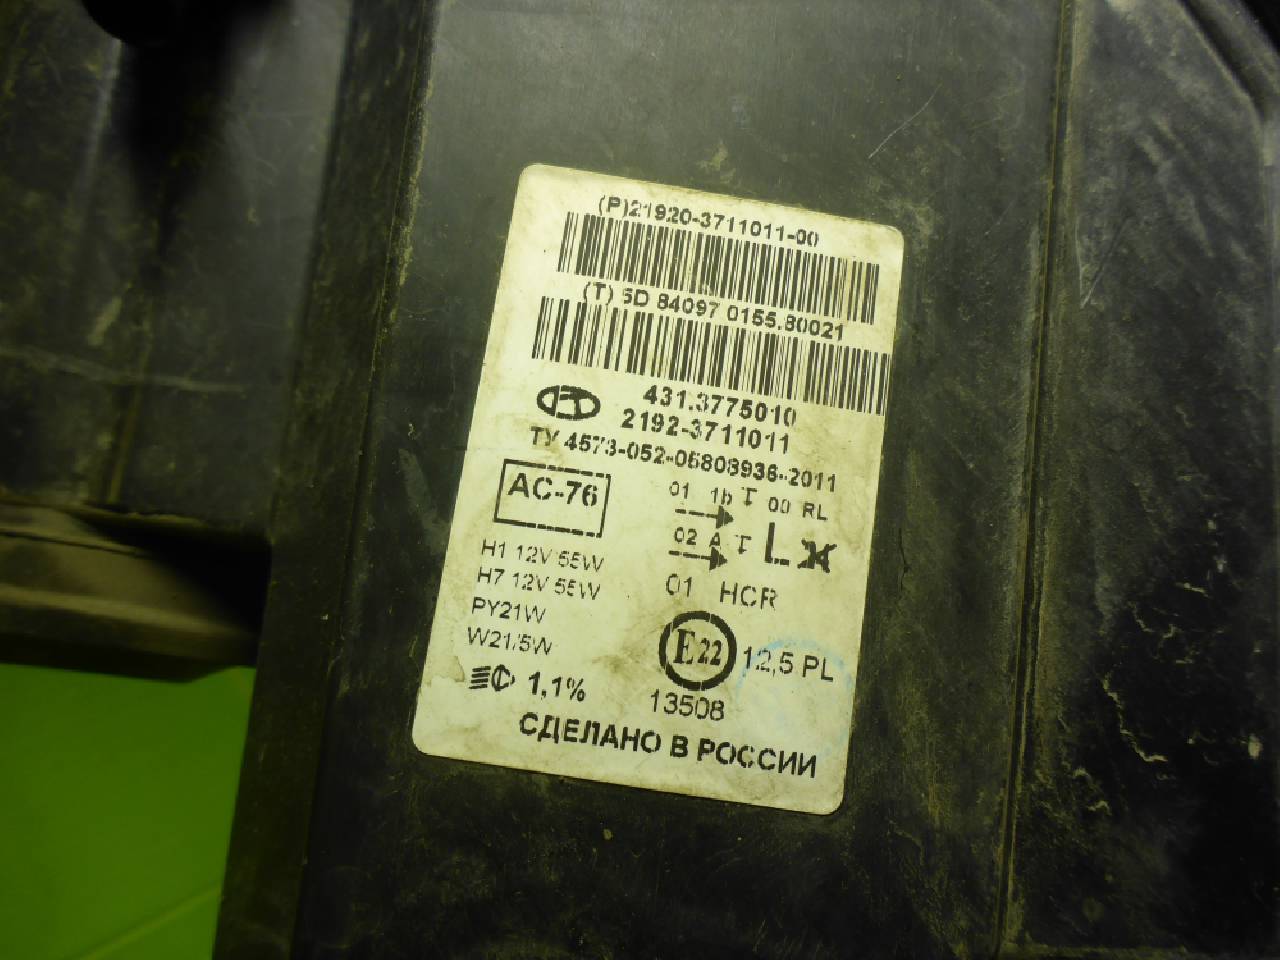 (P)21920-3711011-00
(T) 5D 84097 0155.80021
431.3775010
2192-3711011
ТУ 4573-052-05808936-2011
AC-76
01 1b 00 RL
02 A L
01 HCR
H1 12V 55W
H7 12V 55W
PY21W
W21/5W
E22 12,5 PL
1,1% 13508
СДЕЛАНО В РОССИИ